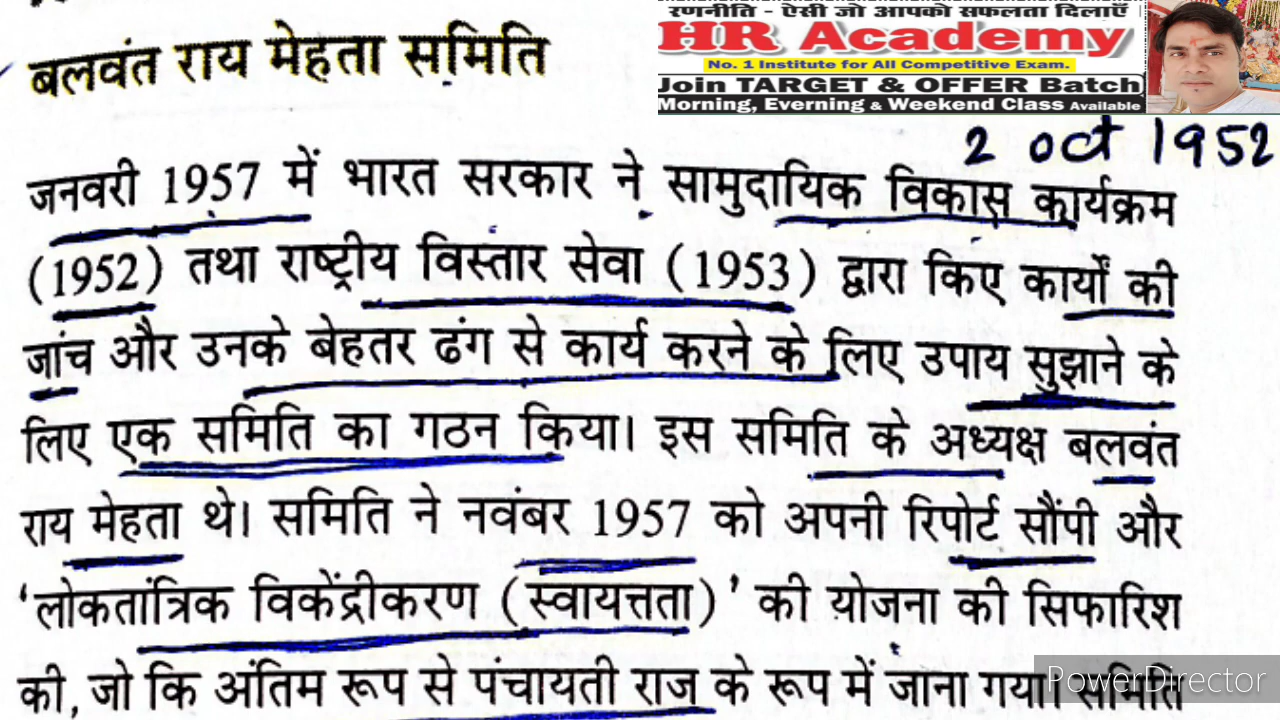 रणनीति - ऐसी जो आपको सफलता दिलाएँ
HR Academy
No. 1 Institute for All Competitive Exam.
Join TARGET & OFFER Batch
Morning, Everning & Weekend Class Available
बलवंत राय मेहता समिति
2 oct 1952
जनवरी 1957 में भारत सरकार ने सामुदायिक विकास कार्यक्रम
(1952) तथा राष्ट्रीय विस्तार सेवा (1953) द्वारा किए कार्यों की
जांच और उनके बेहतर ढंग से कार्य करने के लिए उपाय सुझाने के
लिए एक समिति का गठन किया। इस समिति के अध्यक्ष बलवंत
राय मेहता थे। समिति ने नवंबर 1957 को अपनी रिपोर्ट सौंपी और
‘लोकतांत्रिक विकेंद्रीकरण (स्वायत्तता)’ की योजना की सिफारिश
की, जो कि अंतिम रूप से पंचायती राज के रूप में जाना गया। समिति
PowerDirector